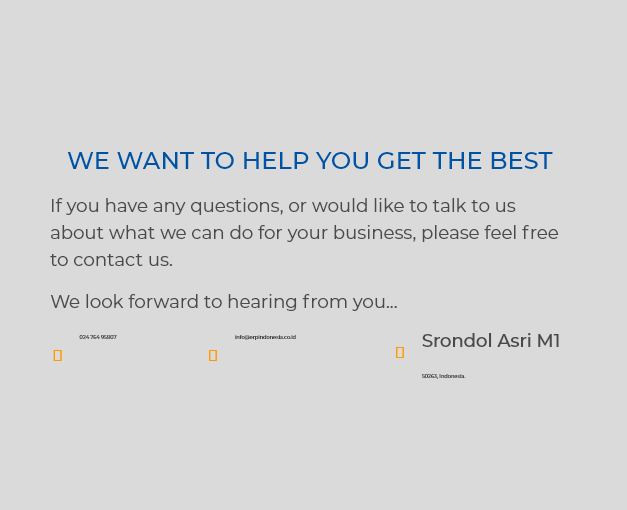 WE WANT TO HELP YOU GET THE BEST
If you have any questions, or would like to talk to us
about what we can do for your business, please feel free
to contact us.
We look forward to hearing from you...
024 764 95807
info@erpindonesia.co.id
Srondol Asri M1
50263, Indonesia.